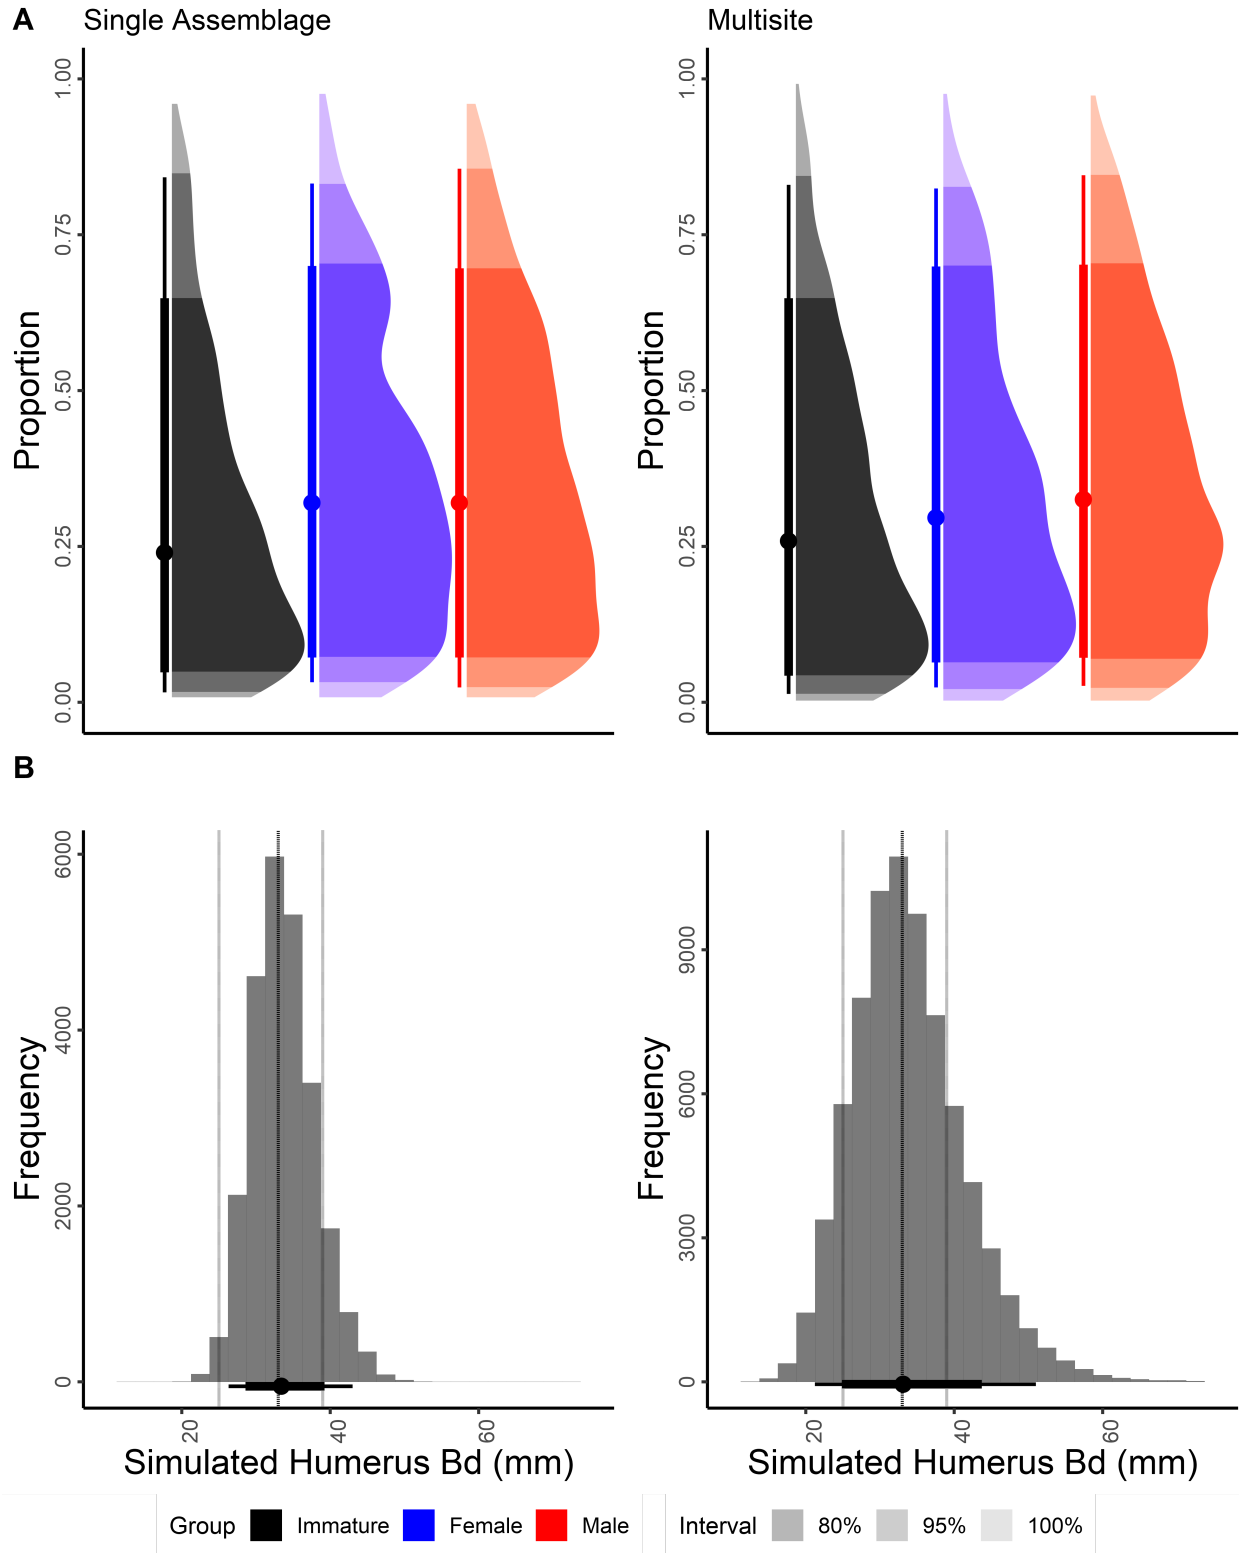 A Single Assemblage Multisite
Proportion 0.00 0.25 0.50 0.75 1.00
Proportion 0.00 0.25 0.50 0.75 1.00
B
Frequency 0 2000 4000 6000
Frequency 0 3000 6000 9000
20 40 60
20 40 60
Simulated Humerus Bd (mm) Simulated Humerus Bd (mm)
Group Immature Female Male Interval 80% 95% 100%